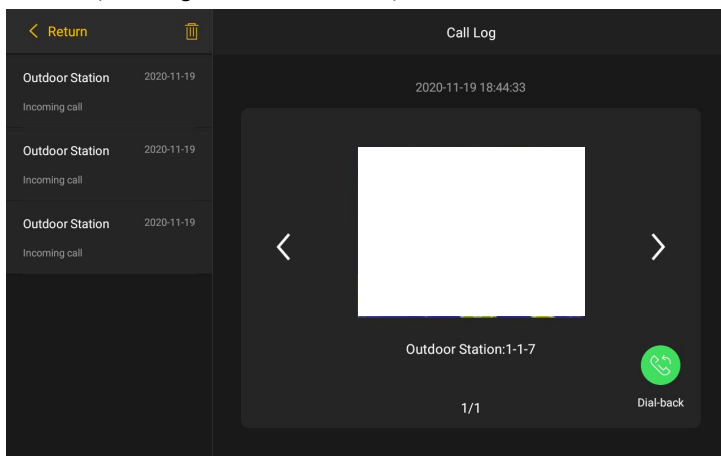 Return
Call Log
Outdoor Station 2020-11-19
Incoming call
Outdoor Station 2020-11-19
Incoming call
Outdoor Station 2020-11-19
Incoming call
2020-11-19 18:44:33
Outdoor Station:1-1-7
1/1
Dial-back